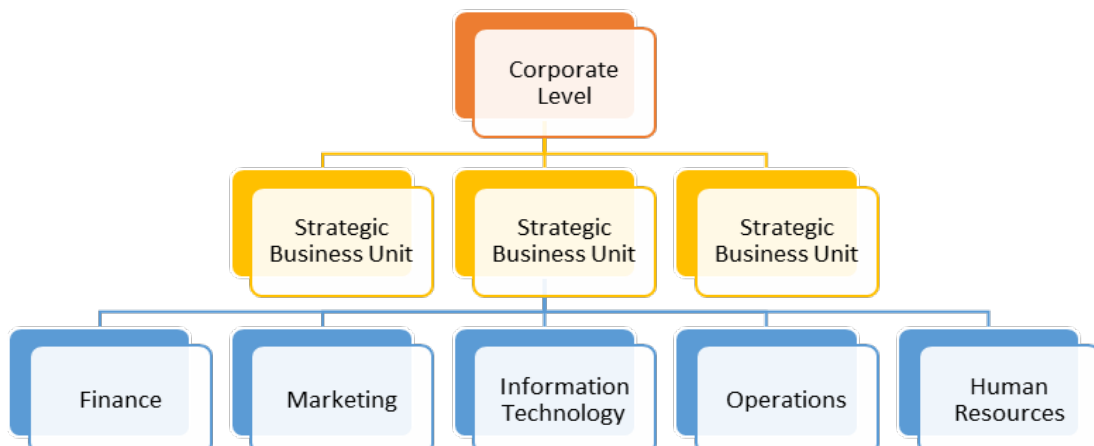 Corporate
Level
Strategic
Business Unit
Strategic
Business Unit
Strategic
Business Unit
Finance
Marketing
Information
Technology
Operations
Human
Resources